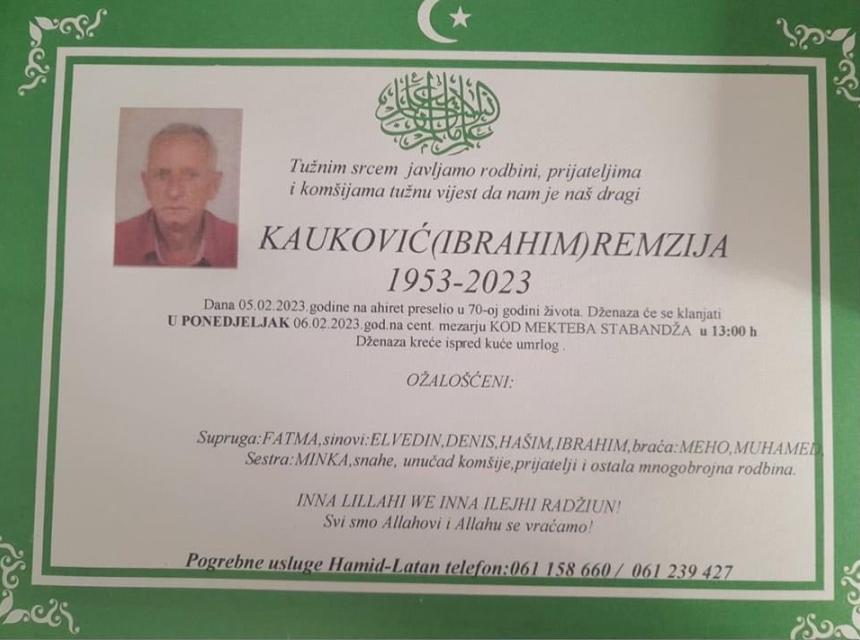 Tužnim srcem javljamo rodbini, prijateljima
i komšijama tužnu vijest da nam je naš dragi
KAUKOVIĆ(IBRAHIM)REMZIJA
1953-2023
Dana 05.02.2023.godine na ahiret preselio u 70-oj godini života. Dženaza će se klanjati
U PONEDJELJAK 06.02.2023.god.na cent. mezarju KOD MEKTEBA STABANDŽA u 13:00 h
Dženaza kreće ispred kuće umrlog .
OŽALOŠĆENI:
Supruga:FATMA,sinovi:ELVEDIN,DENIS,HAŠIM,IBRAHIM,braća:MEHO,MUHAMED,
Sestra:MINKA,snahe, unučad komšije,prijatelji i ostala mnogobrojna rodbina.
INNA LILLAHI WE INNA ILEJHI RADŽIUN!
Svi smo Allahovi i Allahu se vraćamo!
Pogrebne usluge Hamid-Latan telefon:061 158 660 / 061 239 427